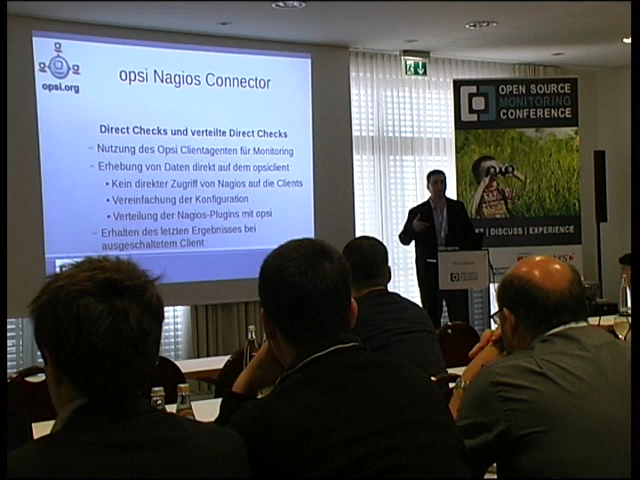 opsi.org
opsi Nagios Connector
Direct Checks und verteilte Direct Checks
– Nutzung des Opsi Clientagenten für Monitoring
– Erhebung von Daten direkt auf dem opsiclient
• Kein direkter Zugriff von Nagios auf die Clients
• Vereinfachung der Konfiguration
• Verteilung der Nagios-Plugins mit opsi
– Erhalten des letzten Ergebnisses bei
ausgeschaltetem Client
OPEN SOURCE
MONITORING
CONFERENCE
| DISCUSS | EXPERIENCE